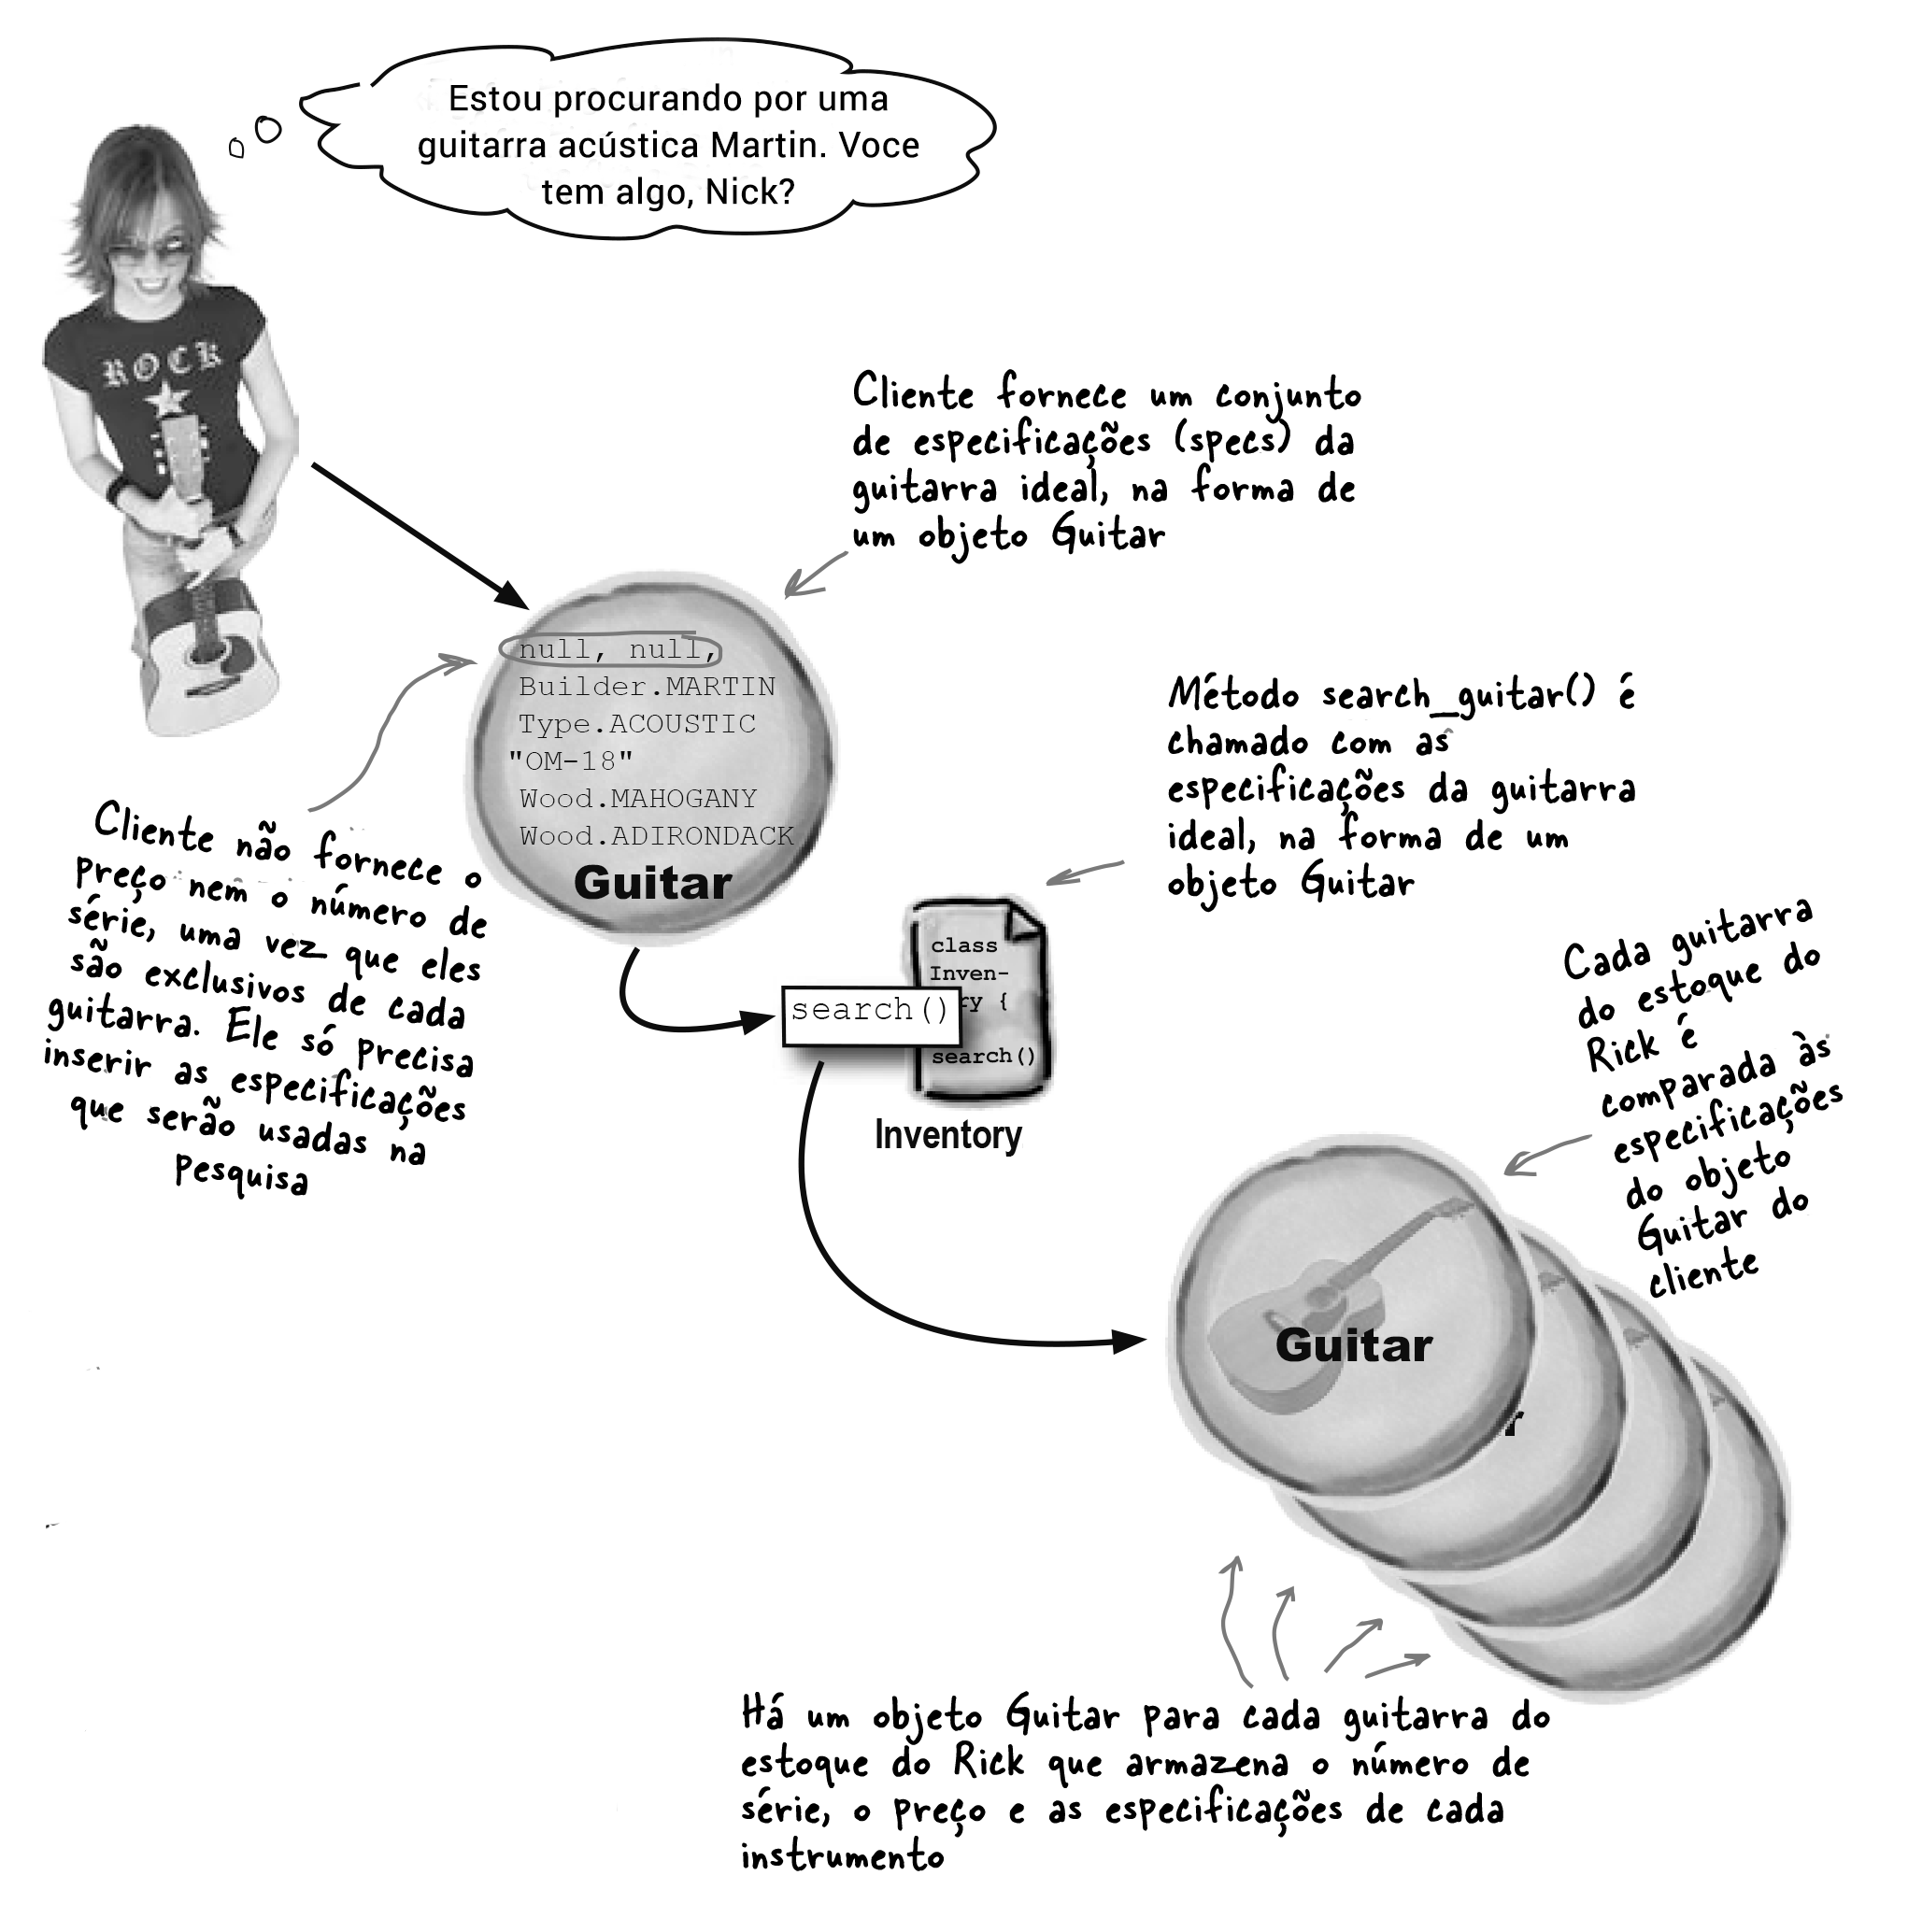 Estou procurando por uma
guitarra acústica Martin. Voce
tem algo, Nick?
ROCK
Cliente fornece um conjunto
de especificações (specs) da
guitarra ideal, na forma de
um objeto Guitar
null, null,
Builder.MARTIN
Type.ACOUSTIC
"OM-18"
Wood.MAHOGANY
Wood.ADIRONDACK
Guitar
Cliente não fornece o
preço nem o número de
série, uma vez que eles
são exclusivos de cada
guitarra. Ele só precisa
inserir as especificações
que serão usadas na
pesquisa
Método search_guitar() é
chamado com as
especificações da guitarra
ideal, na forma de um
objeto Guitar
class
Inven-
ry {
search()
search()
Inventory
Cada guitarra
do estoque do
Rick é
comparada às
especificações
do objeto
Guitar do
cliente
Guitar
r
Há um objeto Guitar para cada guitarra do
estoque do Rick que armazena o número de
série, o preço e as especificações de cada
instrumento